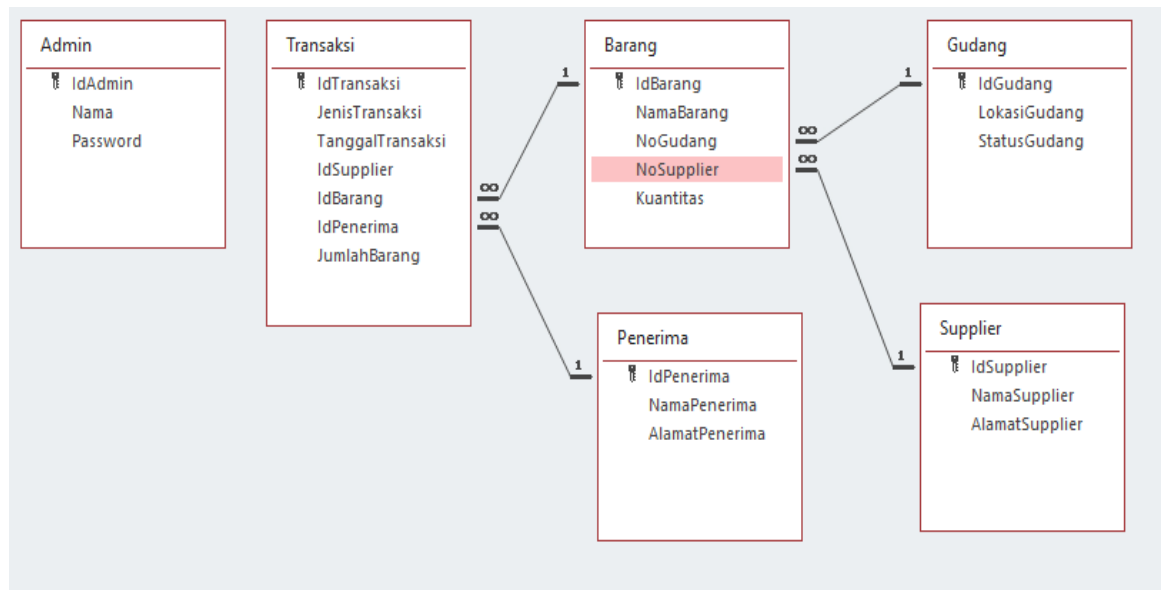 Admin
IdAdmin
Nama
Password
Transaksi
IdTransaksi
JenisTransaksi
TanggalTransaksi
IdSupplier
IdBarang
IdPenerima
JumlahBarang
∞
∞
1
1
Barang
IdBarang
NamaBarang
NoGudang
NoSupplier
Kuantitas
∞
∞
1
1
Gudang
IdGudang
LokasiGudang
StatusGudang
Penerima
IdPenerima
NamaPenerima
AlamatPenerima
Supplier
IdSupplier
NamaSupplier
AlamatSupplier